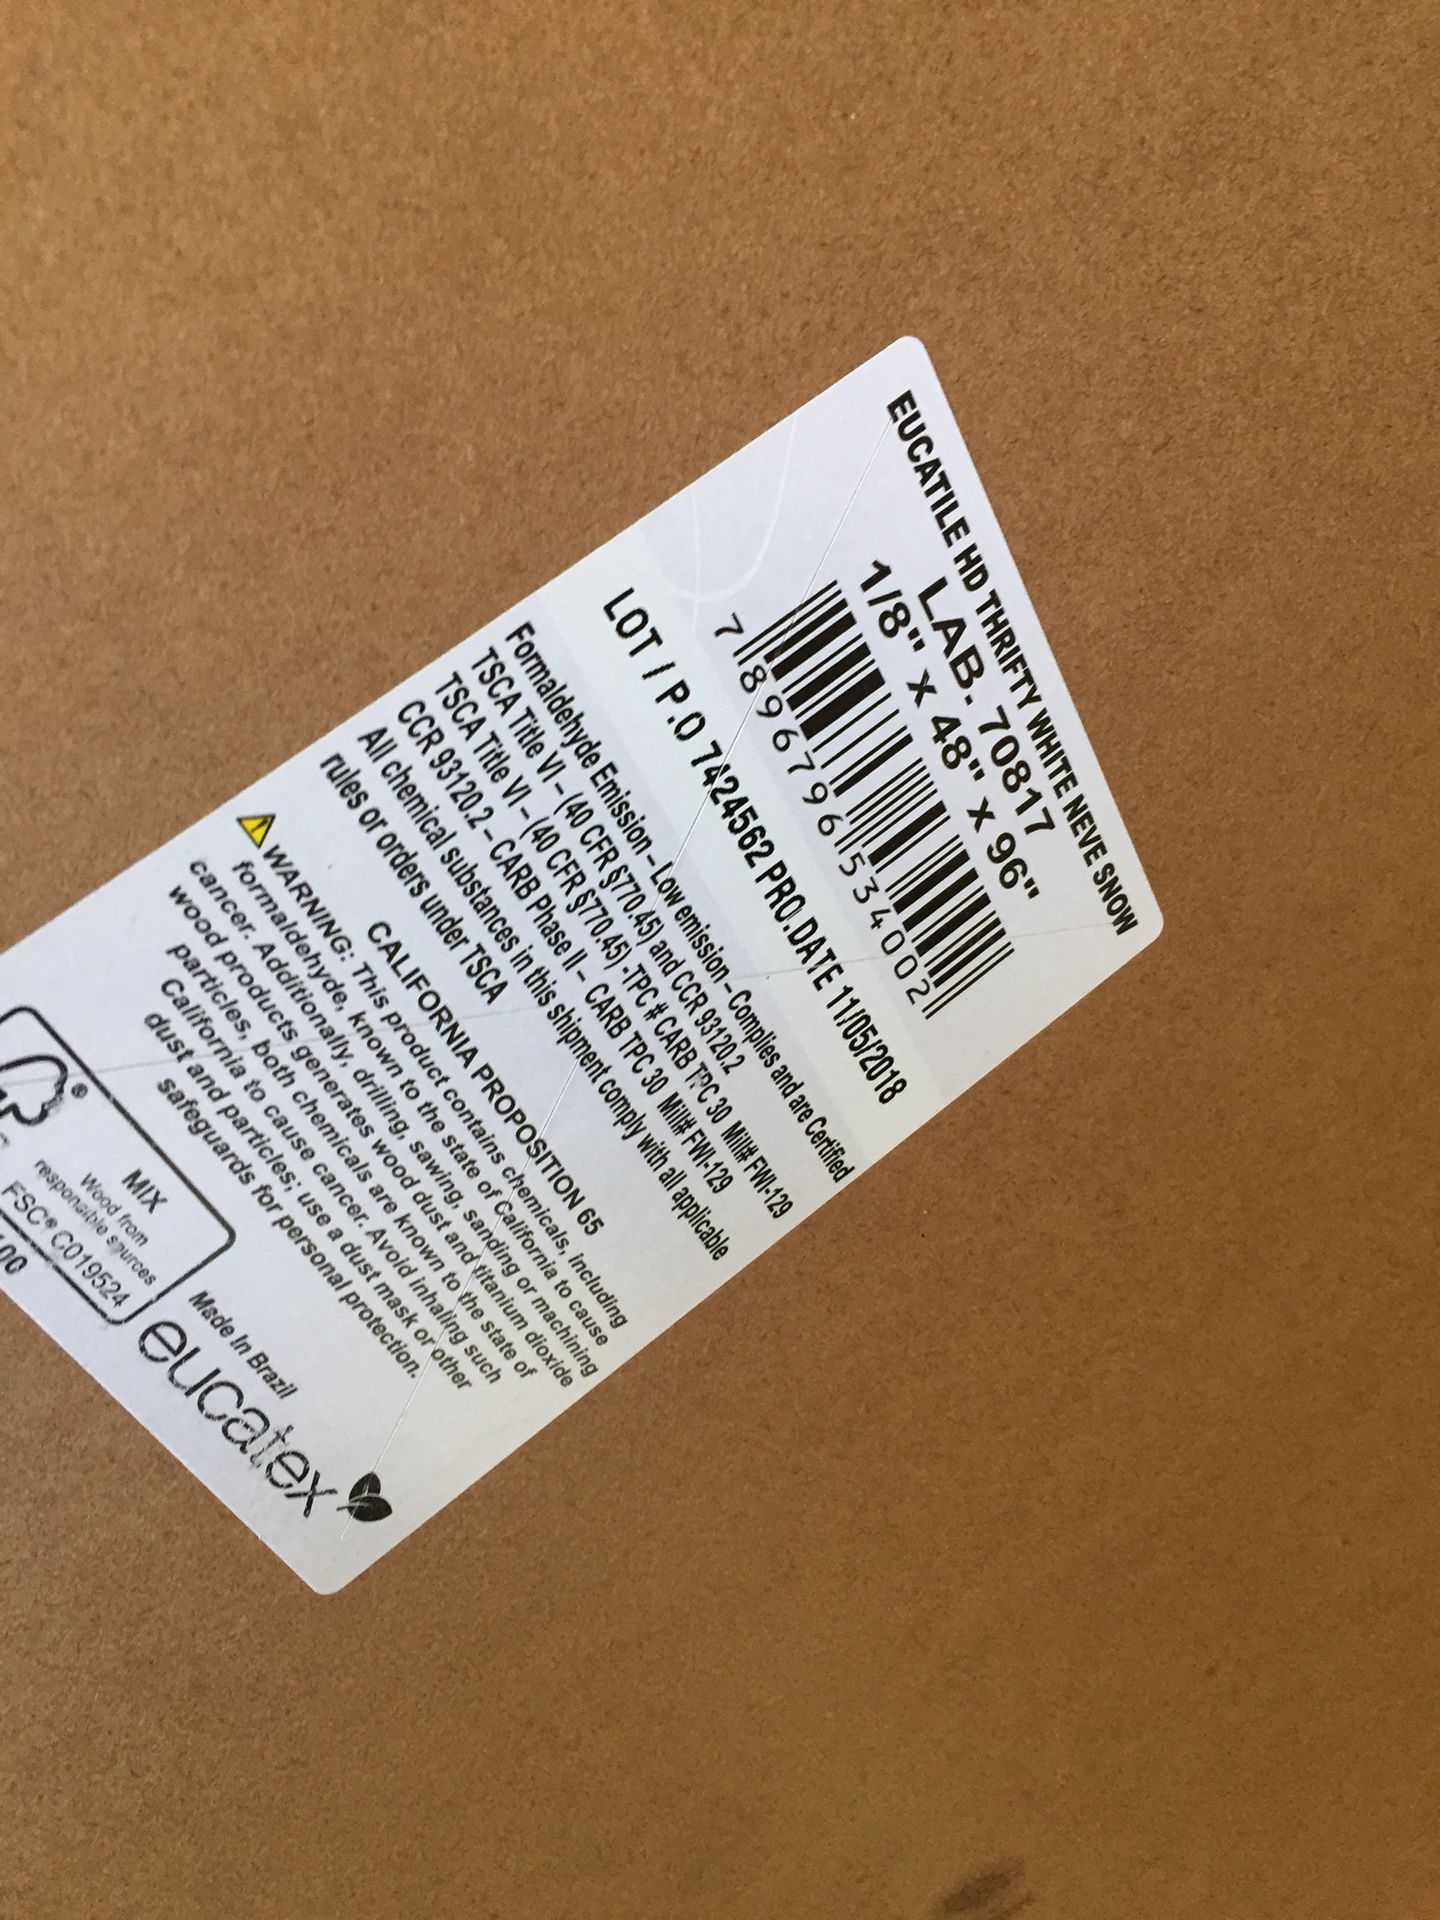 EUCATILE HD THRIFTY WHITE NEVE SNOW
LAB. 70817
1/8" x 48" x 96"
7 896796 534002
LOT / P.O 7424562 PRO.DATE 11/05/2018
Formaldehyde Emission – Low emission – Complies and are Certified
TSCA Title VI – (40 CFR §770.45) and CCR 93120.2
TSCA Title VI – (40 CFR §770.45) -TPC # CARB TPC 30 Mill# FWI-129
CCR 93120.2 – CARB Phase II – CARB TPC 30 Mill# FWI-129
All chemical substances in this shipment comply with all applicable
rules or orders under TSCA
CALIFORNIA PROPOSITION 65
WARNING: This product contains chemicals, including
formaldehyde, known to the state of California to cause
cancer. Additionally, drilling, sawing, sanding or machining
wood products generates wood dust and titanium dioxide
particles, both chemicals are known to the state of
California to cause cancer. Avoid inhaling such
dust and particles; use a dust mask or other
safeguards for personal protection.
®
MIX
Wood from
responsible sources
FSC® C019524
Made In Brazil
eucatex